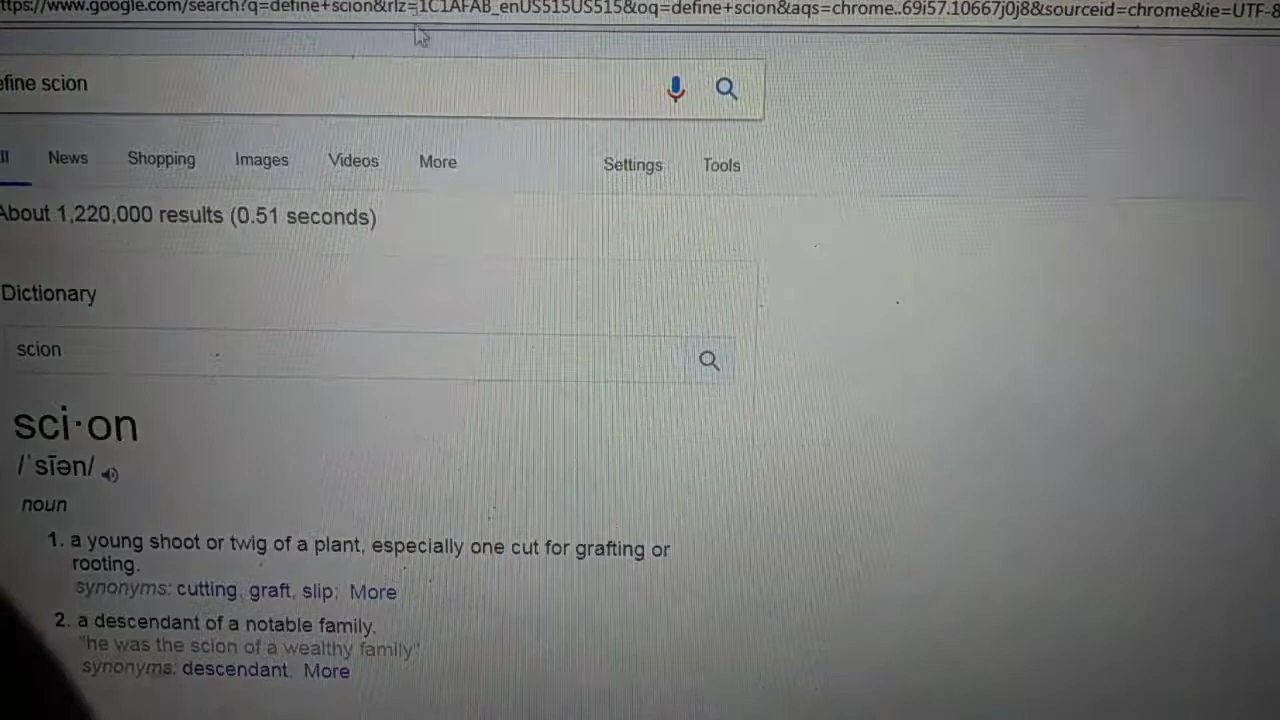 ttps://www.google.com/search?q=define+scion&rlz=1C1AFAB_enUS515US515&oq=define+scion&aqs=chrome..69i57.10667j0j8&sourceid=chrome&ie=UTF-8
efine scion
ll News Shopping Images Videos More Settings Tools
About 1,220,000 results (0.51 seconds)
Dictionary
scion
sci·on
/ˈsīən/
noun
1. a young shoot or twig of a plant, especially one cut for grafting or
rooting.
synonyms: cutting, graft, slip; More
2. a descendant of a notable family.
"he was the scion of a wealthy family"
synonyms: descendant. More